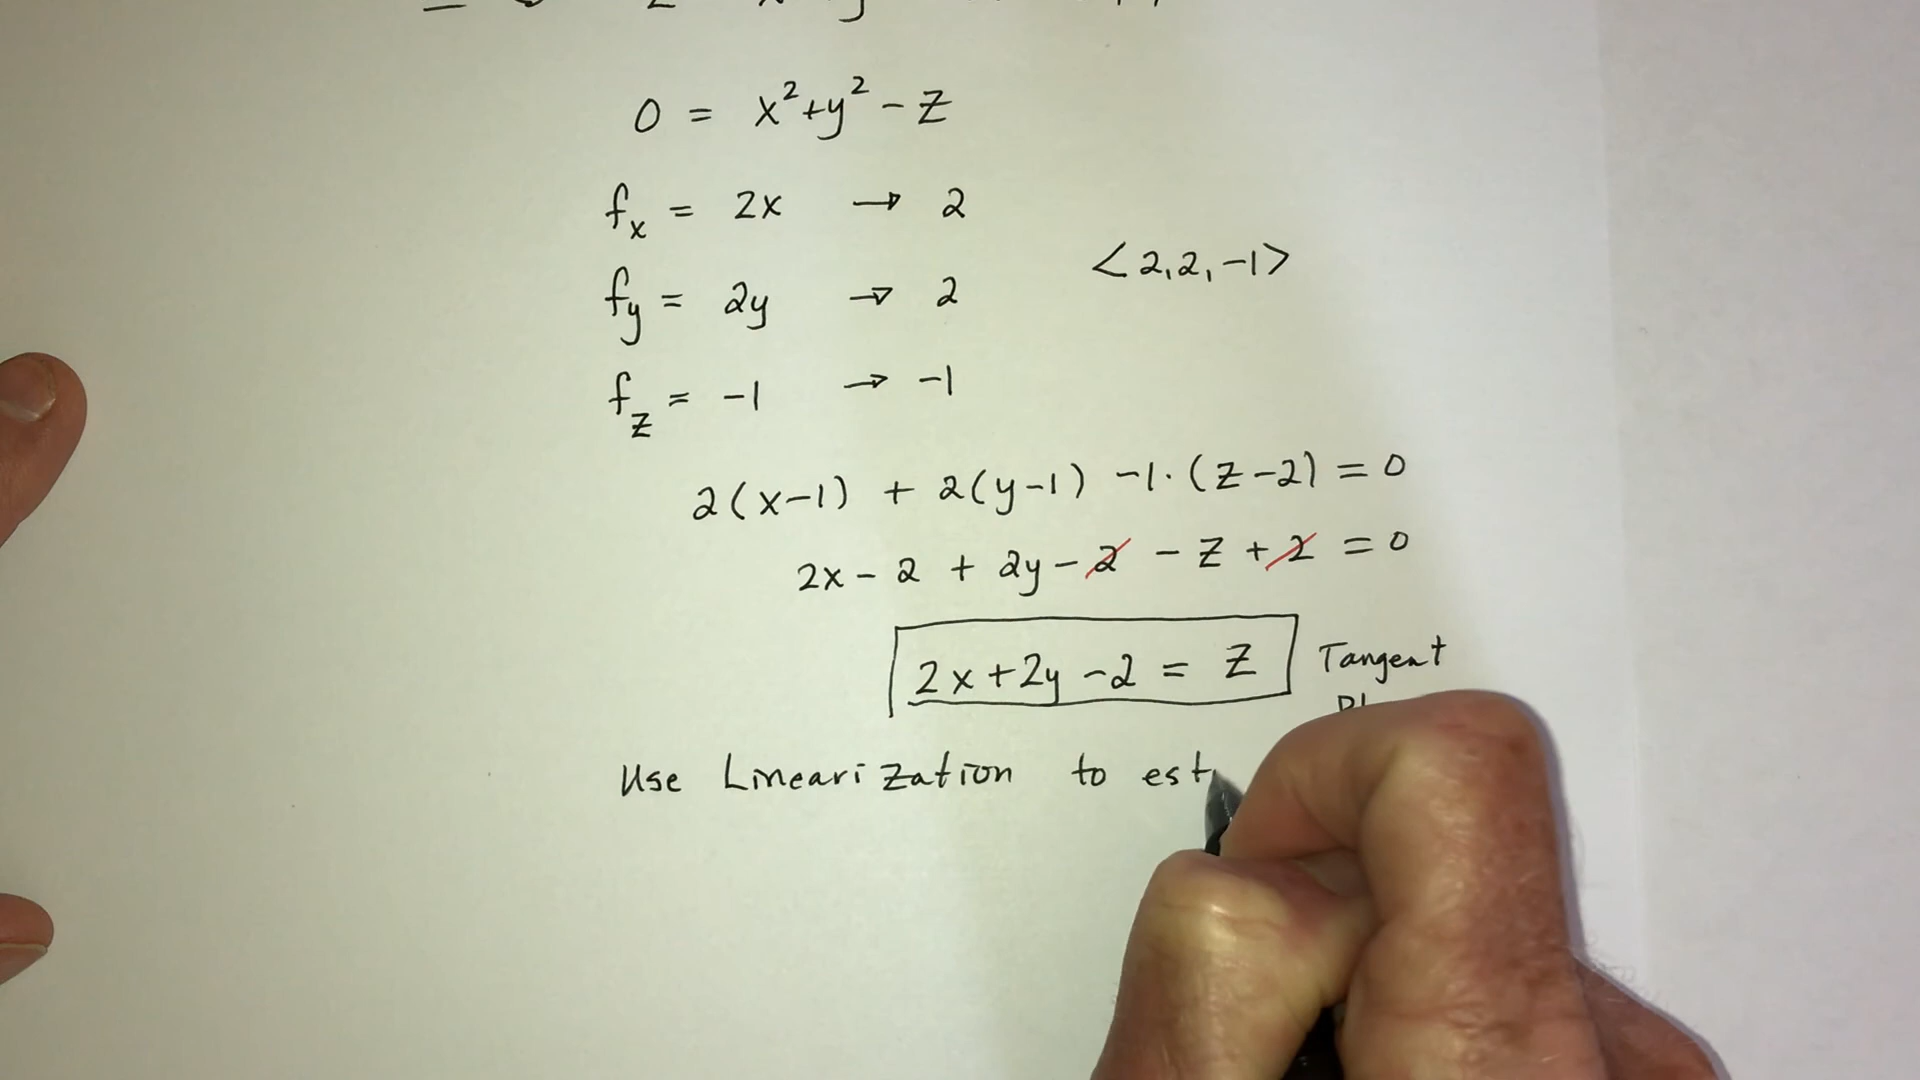 0 = x²+y² - z
fx = 2x → 2
fy = 2y → 2
<2,2,-1>
fz = -1 → -1
2(x-1) + 2(y-1) -1·(z-2) = 0
2x - 2 + 2y - 2 - z + 2 = 0
2x+2y-2 = z
Tangent
Use Linearization to est